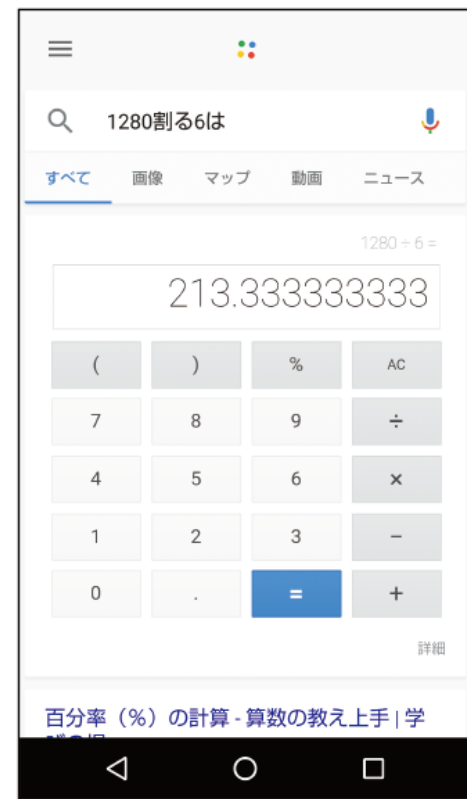 1280割る6は
すべて 画像 マップ 動画 ニュース
1280 ÷ 6 =
213.333333333
( ) % AC
7 8 9 ÷
4 5 6 ×
1 2 3 −
0 . = +
詳細
百分率（%）の計算 - 算数の教え上手 | 学